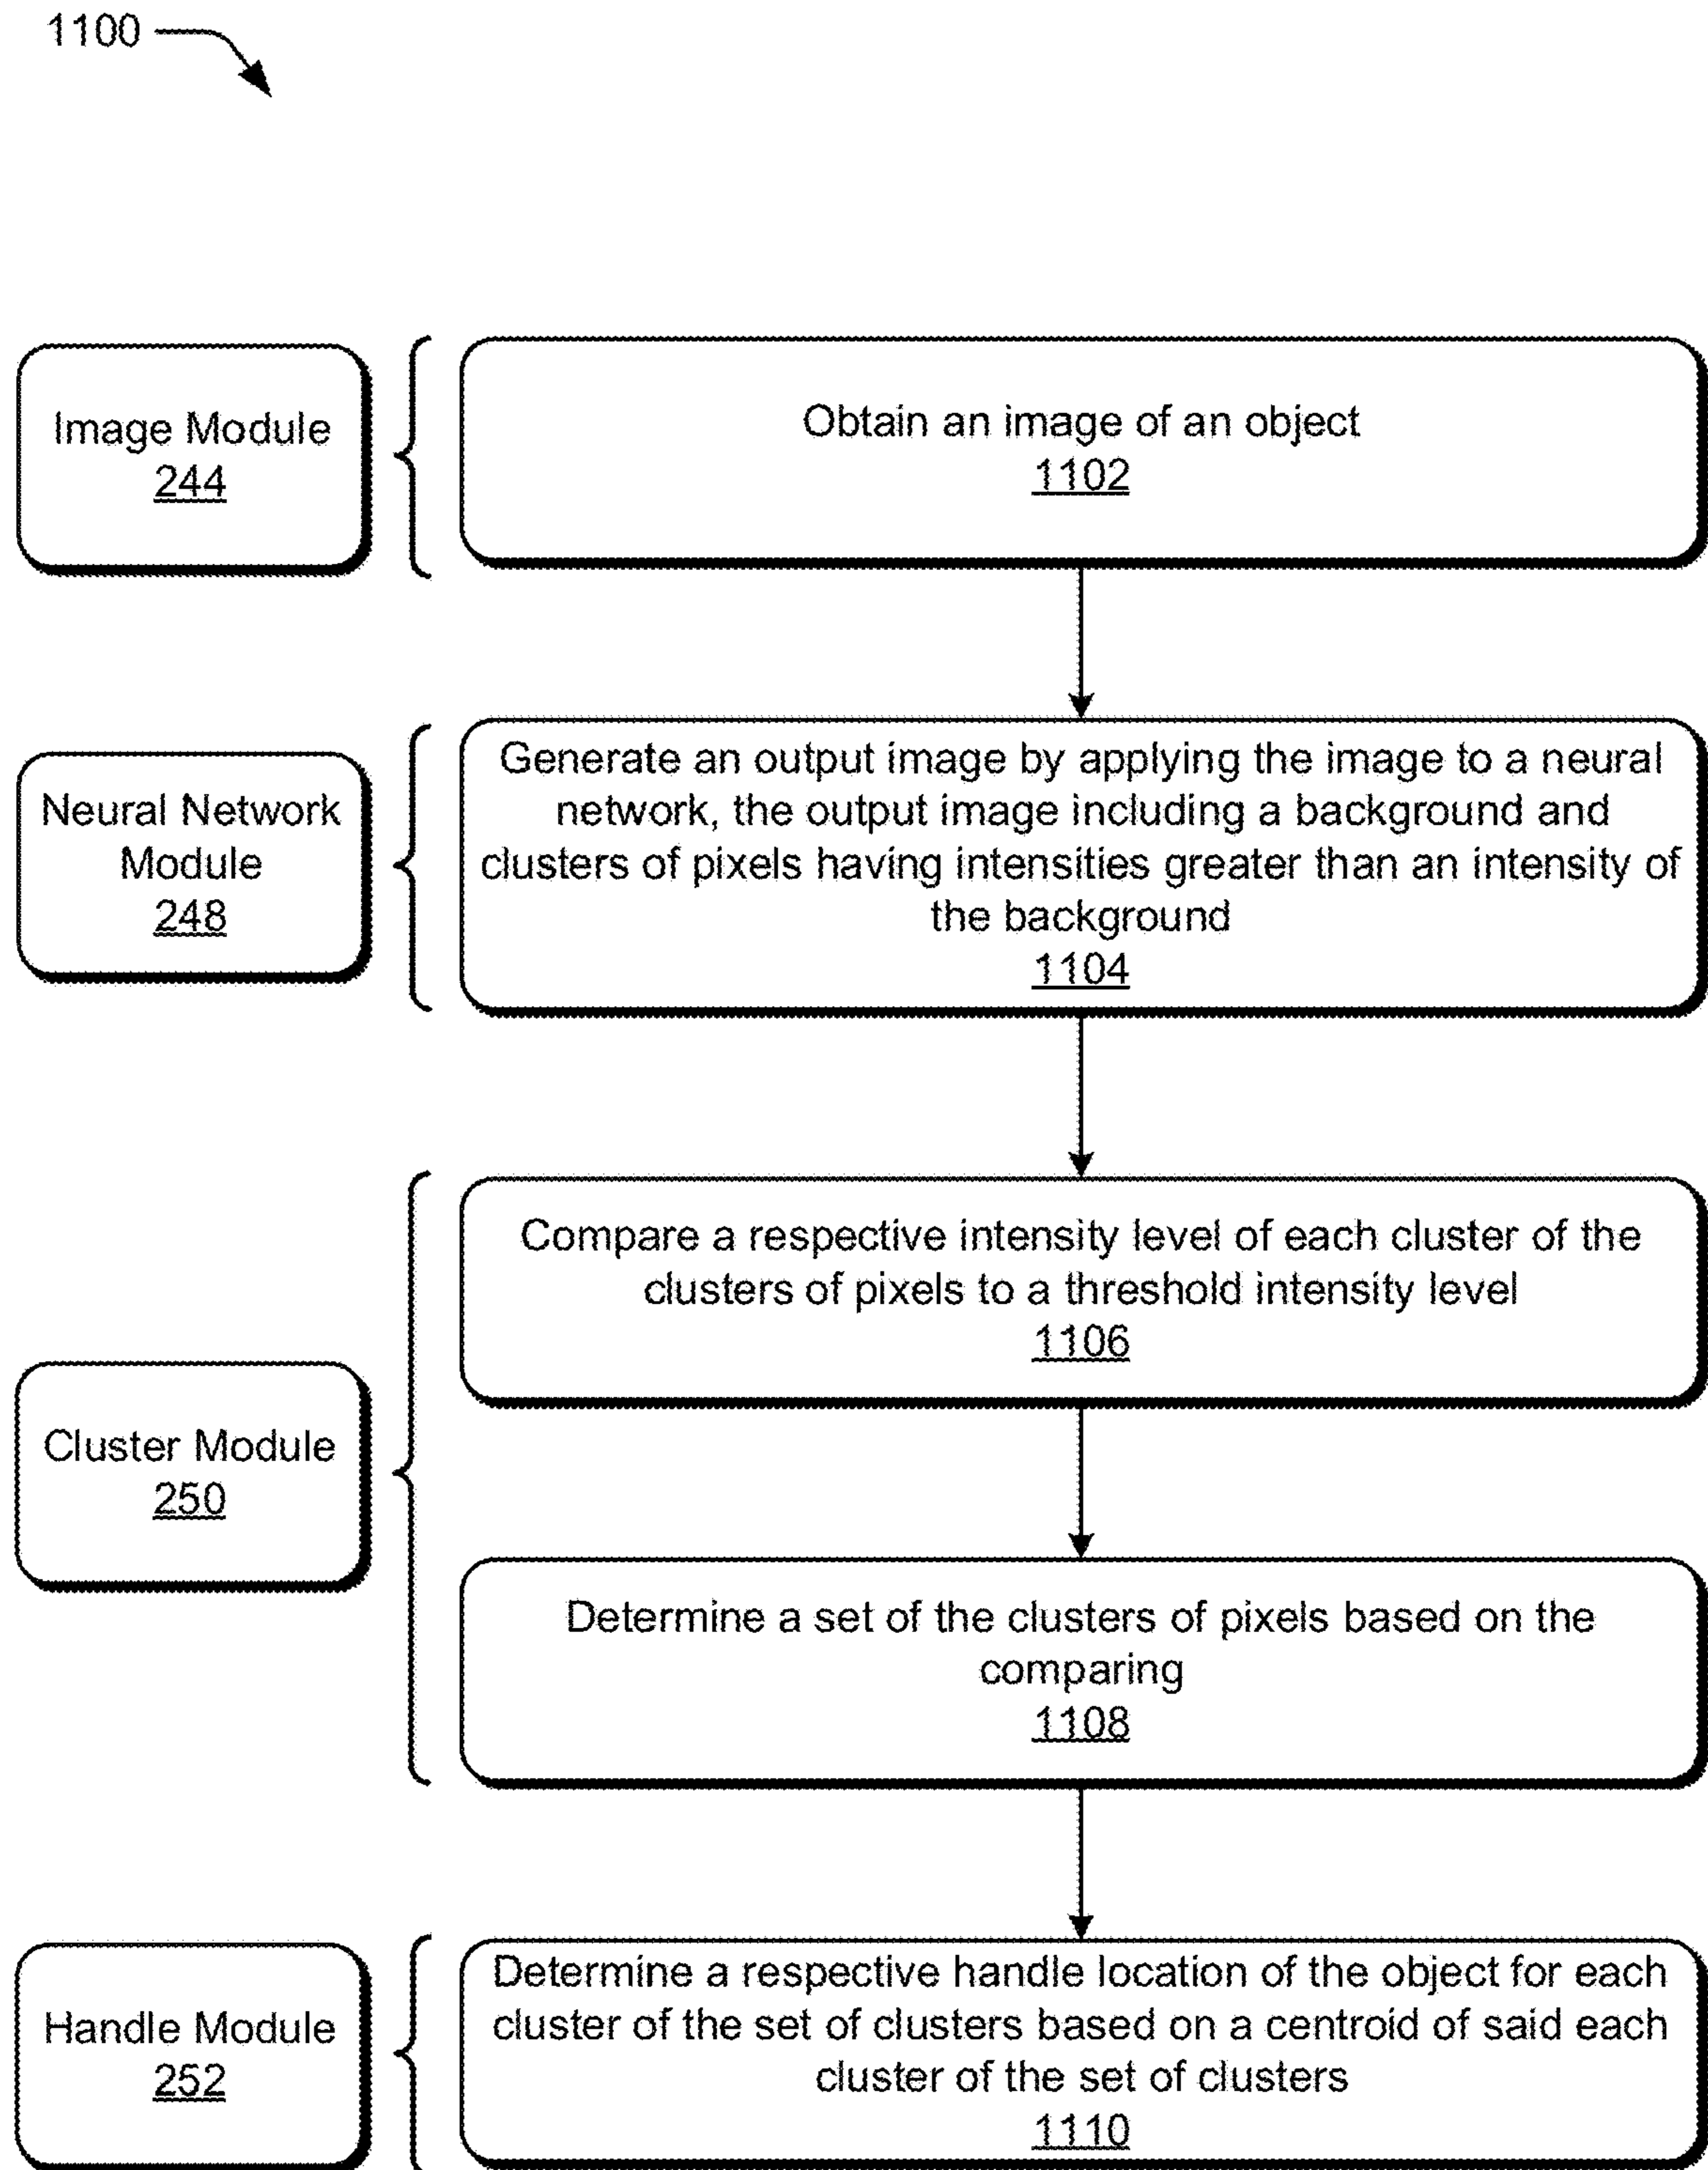 1100
Image Module
244
Obtain an image of an object
1102
Neural Network
Module
248
Generate an output image by applying the image to a neural
network, the output image including a background and
clusters of pixels having intensities greater than an intensity of
the background
1104
Cluster Module
250
Compare a respective intensity level of each cluster of the
clusters of pixels to a threshold intensity level
1106
Determine a set of the clusters of pixels based on the
comparing
1108
Handle Module
252
Determine a respective handle location of the object for each
cluster of the set of clusters based on a centroid of said each
cluster of the set of clusters
1110